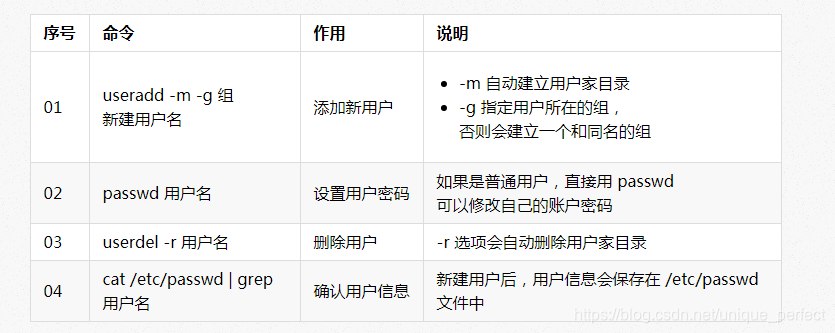 序号 命令 作用 说明
01 useradd -m -g 组 新建用户名 添加新用户
-m 自动建立用户家目录
-g 指定用户所在的组，
否则会建立一个和同名的组
02 passwd 用户名 设置用户密码 如果是普通用户，直接用 passwd
可以修改自己的账户密码
03 userdel -r 用户名 删除用户 -r 选项会自动删除用户家目录
04 cat /etc/passwd | grep 用户名 确认用户信息 新建用户后，用户信息会保存在 /etc/passwd
文件中
https://blog.csdn.net/unique_perfect